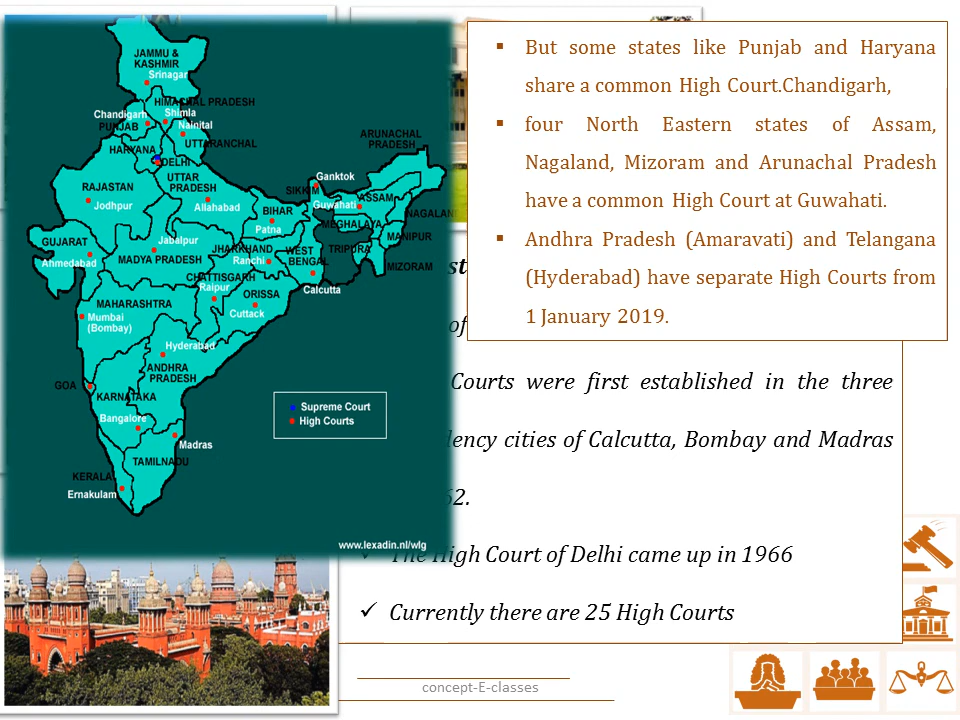 JAMMU &
KASHMIR
Srinagar
HIMACHAL PRADESH
Chandigarh
Shimla
PUNJAB
Nainital
UTTARANCHAL
HARYANA
DELHI
ARUNACHAL
PRADESH
UTTAR
PRADESH
RAJASTAN
Jodhpur
Allahabad
SIKKIM
Ganktok
Guwahati
ASSAM
NAGALAND
BIHAR
Patna
MEGHALAYA
MANIPUR
GUJARAT
Ahmedabad
Jabalpur
MADYA PRADESH
JHARKHAND
Ranchi
WEST
BENGAL
TRIPURA
MIZORAM
CHATTISGARH
Raipur
ORISSA
Cuttack
Calcutta
MAHARASHTRA
Mumbai
(Bombay)
Hyderabad
ANDHRA
PRADESH
GOA
KARNATAKA
Bangalore
Madras
TAMILNADU
KERALA
Ernakulam
Supreme Court
High Courts
www.lexadin.nl/wlg
▪ But some states like Punjab and Haryana
share a common High Court.Chandigarh,
▪ four North Eastern states of Assam,
Nagaland, Mizoram and Arunachal Pradesh
have a common High Court at Guwahati.
▪ Andhra Pradesh (Amaravati) and Telangana
(Hyderabad) have separate High Courts from
1 January 2019.
st
of
Courts were first established in the three
dency cities of Calcutta, Bombay and Madras
62.
The High Court of Delhi came up in 1966
✓ Currently there are 25 High Courts
concept-E-classes